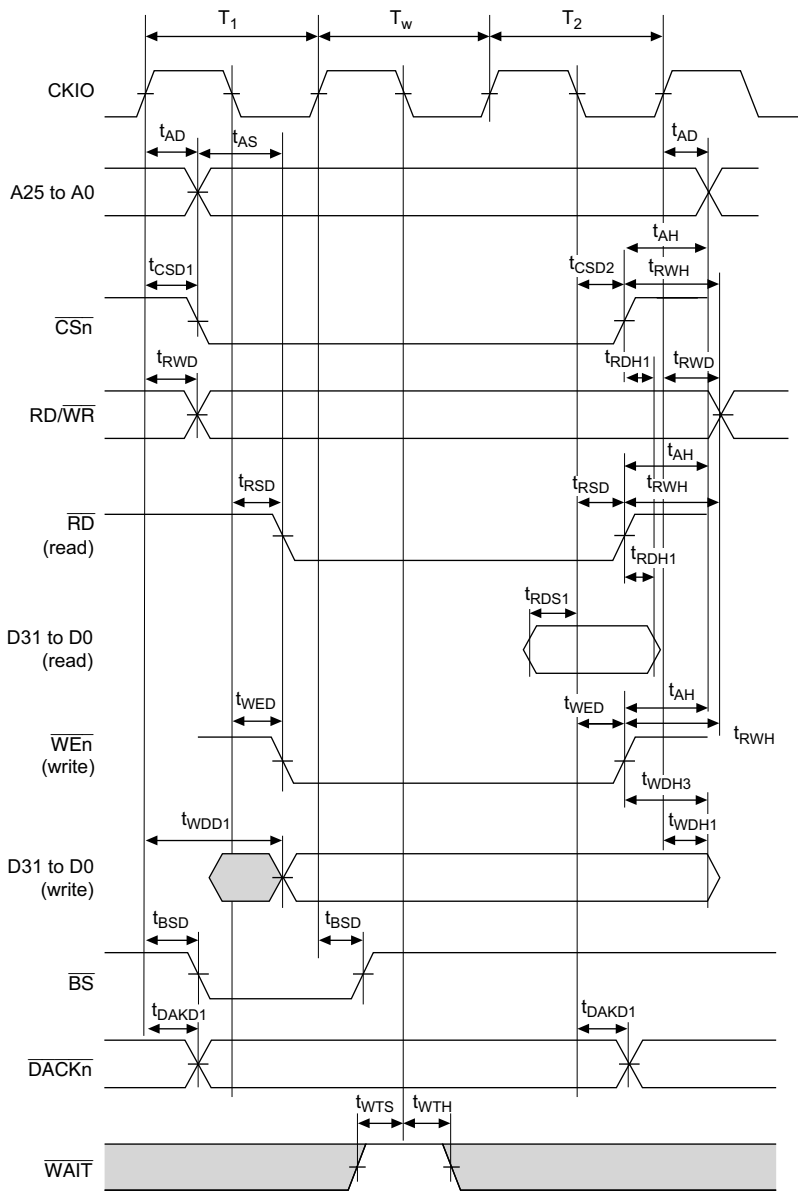 T1 Tw T2
CKIO
tAD tAS tAD
A25 to A0
tAH
tCSD1 tCSD2 tRWH
CSn
tRDH1
tRWD tRWD
RD/WR
tAH
tRSD tRSD tRWH
RD
(read)
tRDH1
tRDS1
D31 to D0
(read)
tAH
tWED tWED
tRWH
WEn
(write)
tWDH3
tWDD1 tWDH1
D31 to D0
(write)
tBSD tBSD
BS
tDAKD1 tDAKD1
DACKn
tWTS tWTH
WAIT